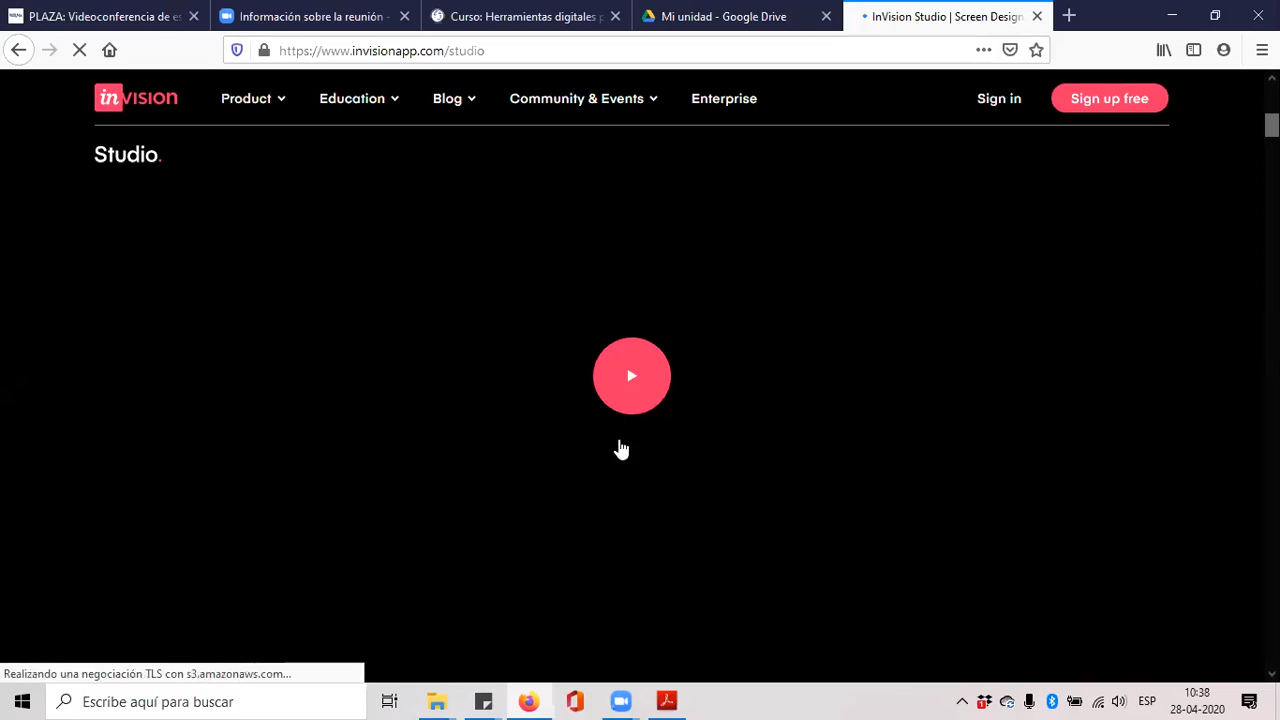 PLAZA: Videoconferencia de es
Información sobre la reunión -
Curso: Herramientas digitales p
Mi unidad - Google Drive
InVision Studio | Screen Design
https://www.invisionapp.com/studio
inVISION
Product
Education
Blog
Community & Events
Enterprise
Sign in
Sign up free
Studio.
Realizando una negociación TLS con s3.amazonaws.com...
Escribe aquí para buscar
ESP
10:38
28-04-2020